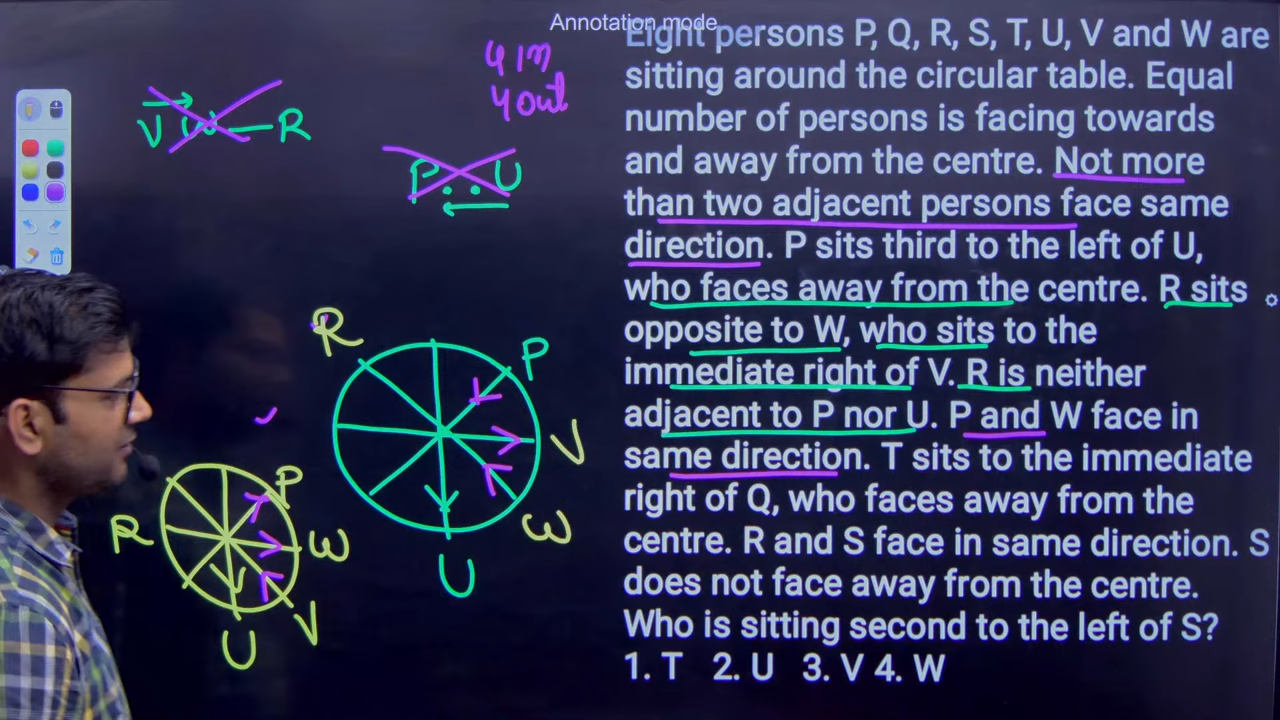 Annotation mode
Eight persons P, Q, R, S, T, U, V and W are
sitting around the circular table. Equal
number of persons is facing towards
and away from the centre. Not more
than two adjacent persons face same
direction. P sits third to the left of U,
who faces away from the centre. R sits
opposite to W, who sits to the
immediate right of V. R is neither
adjacent to P nor U. P and W face in
same direction. T sits to the immediate
right of Q, who faces away from the
centre. R and S face in same direction. S
does not face away from the centre.
Who is sitting second to the left of S?
1. T 2. U 3. V 4. W
4 in
4 out
V W R
P U
R
P
V
W
U
P
R
W
V
U